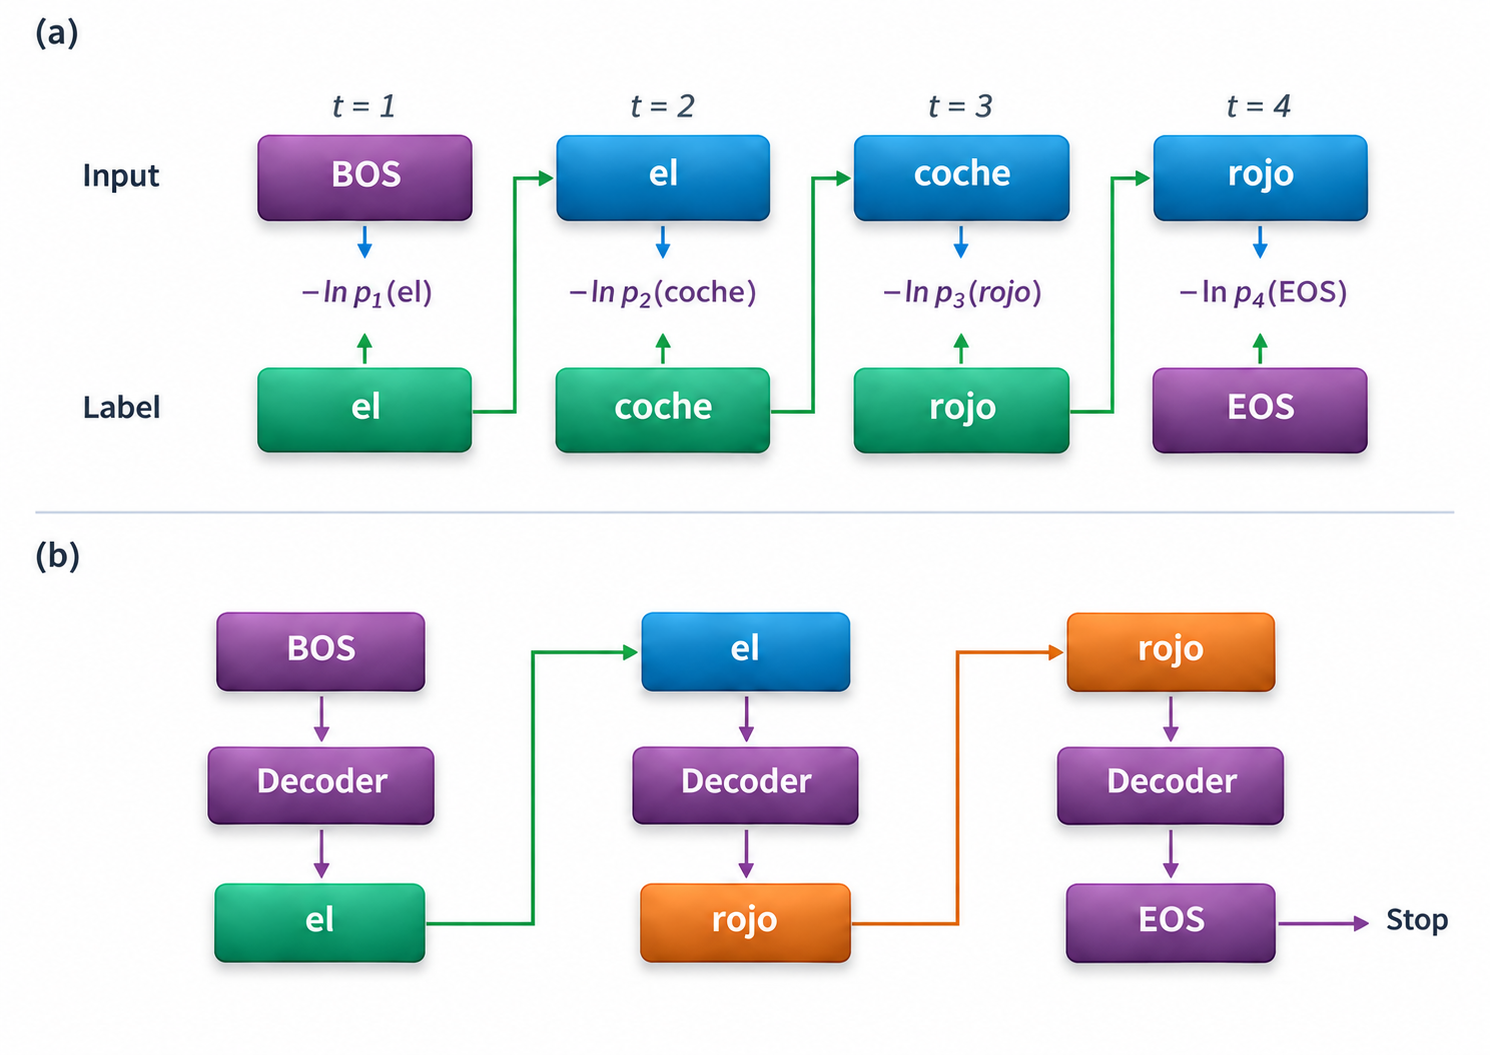 (a)
t = 1 t = 2 t = 3 t = 4
Input BOS el coche rojo
−ln p₁(el) −ln p₂(coche) −ln p₃(rojo) −ln p₄(EOS)
Label el coche rojo EOS
(b)
BOS el rojo
Decoder Decoder Decoder
el rojo EOS Stop